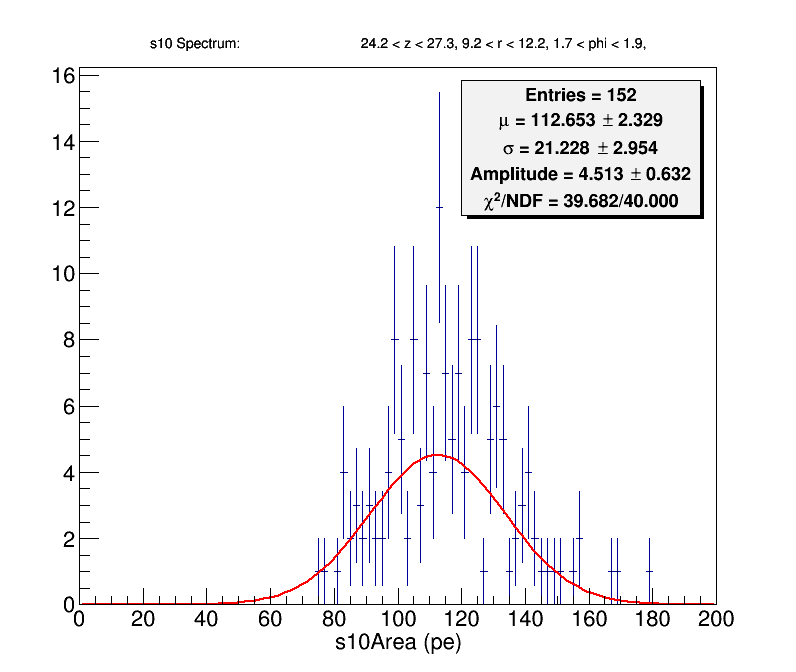 s10 Spectrum: 24.2 < z < 27.3, 9.2 < r < 12.2, 1.7 < phi < 1.9,
Entries = 152
μ = 112.653 ± 2.329
σ = 21.228 ± 2.954
Amplitude = 4.513 ± 0.632
χ²/NDF = 39.682/40.000
16
14
12
10
8
6
4
2
0
0 20 40 60 80 100 120 140 160 180 200
s10Area (pe)